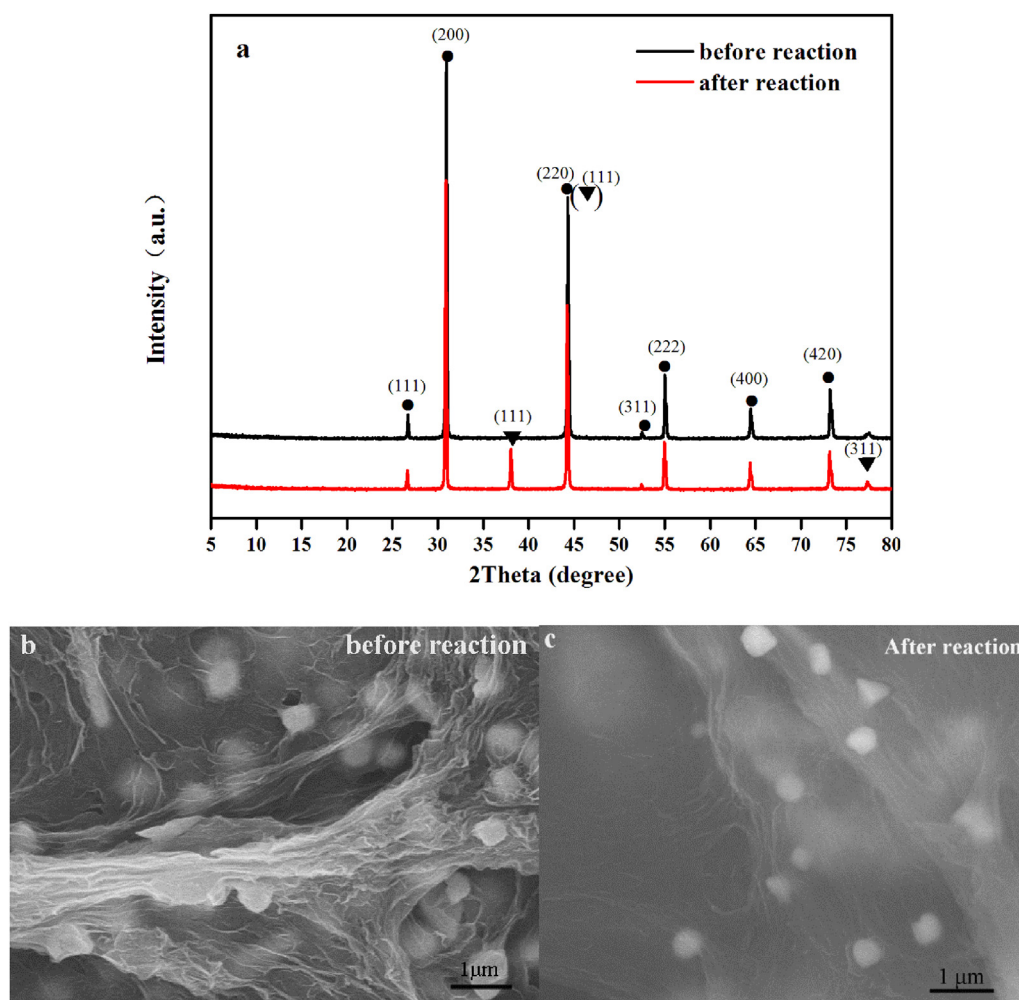 a
(200)
before reaction
after reaction
(220)
(▼)
(111)
(222)
(420)
(111)
(400)
(111)
(311)
(311)
Intensity（a.u.）
5 10 15 20 25 30 35 40 45 50 55 60 65 70 75 80
2Theta (degree)
b
before reaction
1μm
c
After reaction
1 μm